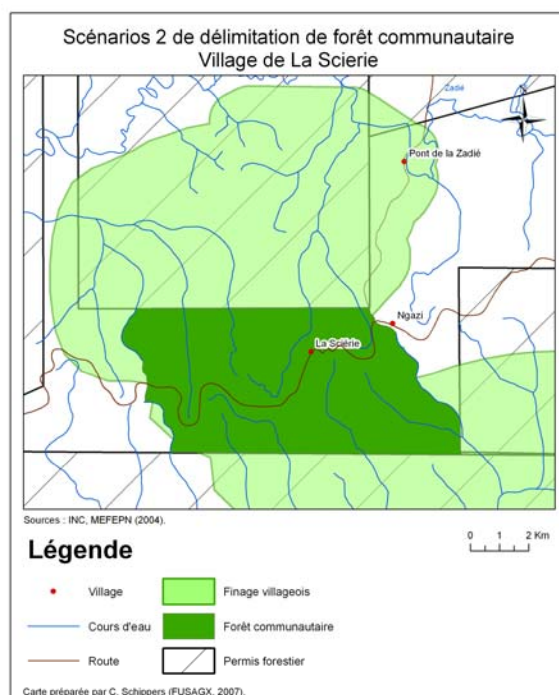 Scénarios 2 de délimitation de forêt communautaire
Village de La Scierie
Zadié
N
Pont de la Zadié
Ngazi
La Sciérie
Sources : INC, MEFEPN (2004).
0 1 2 Km
Légende
Village
Finage villageois
Cours d'eau
Forêt communautaire
Route
Permis forestier
Carte préparée par C. Schippers (FUSAGX, 2007).